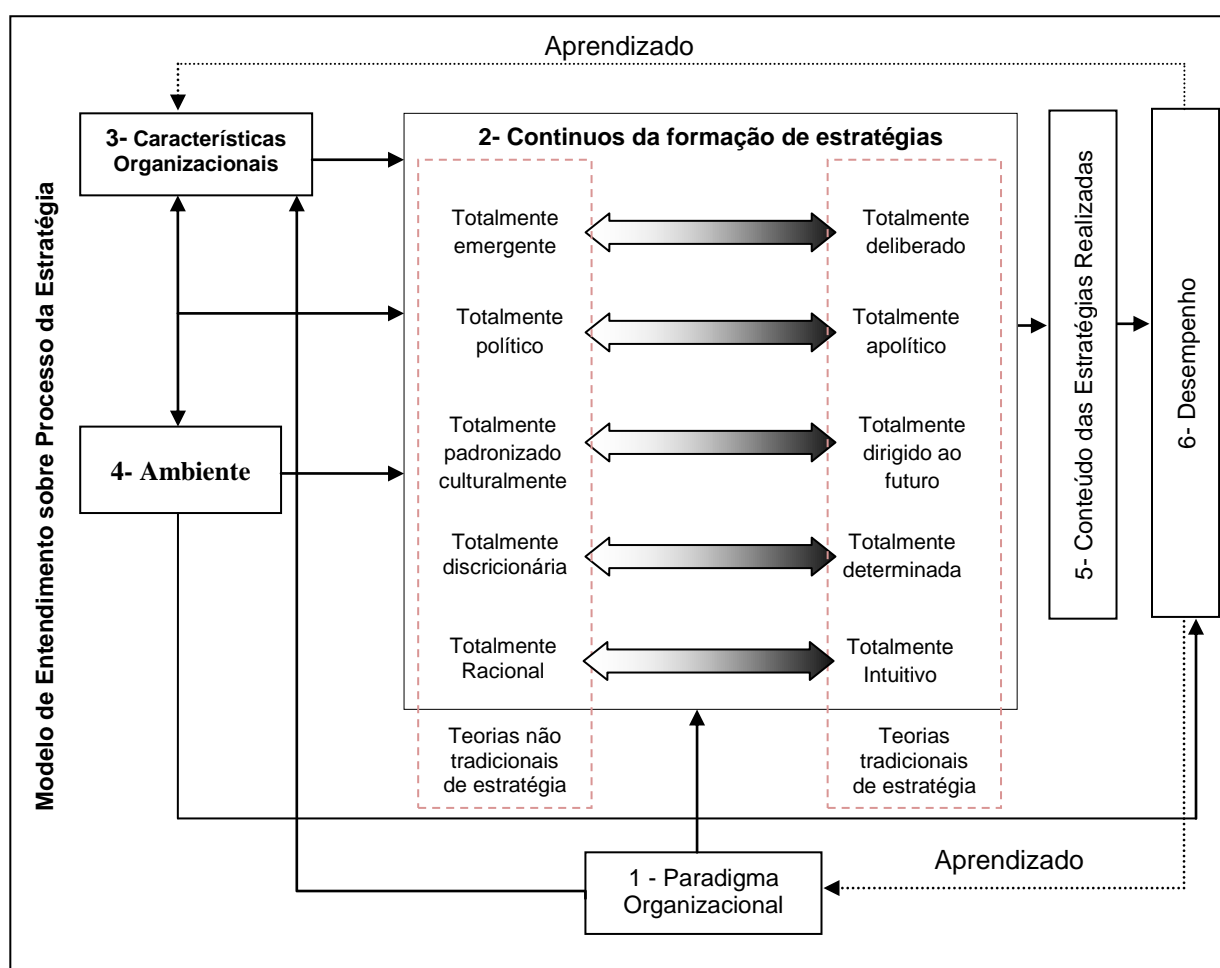 Aprendizado
3- Características
Organizacionais
2- Continuos da formação de estratégias
Totalmente
emergente
Totalmente
deliberado
Totalmente
político
Totalmente
apolítico
Totalmente
padronizado
culturalmente
Totalmente
dirigido ao
futuro
Totalmente
discricionária
Totalmente
determinada
Totalmente
Racional
Totalmente
Intuitivo
Teorias não
tradicionais
de estratégia
Teorias
tradicionais
de estratégia
4- Ambiente
5- Conteúdo das Estratégias Realizadas
6- Desempenho
Modelo de Entendimento sobre Processo da Estratégia
1 - Paradigma
Organizacional
Aprendizado